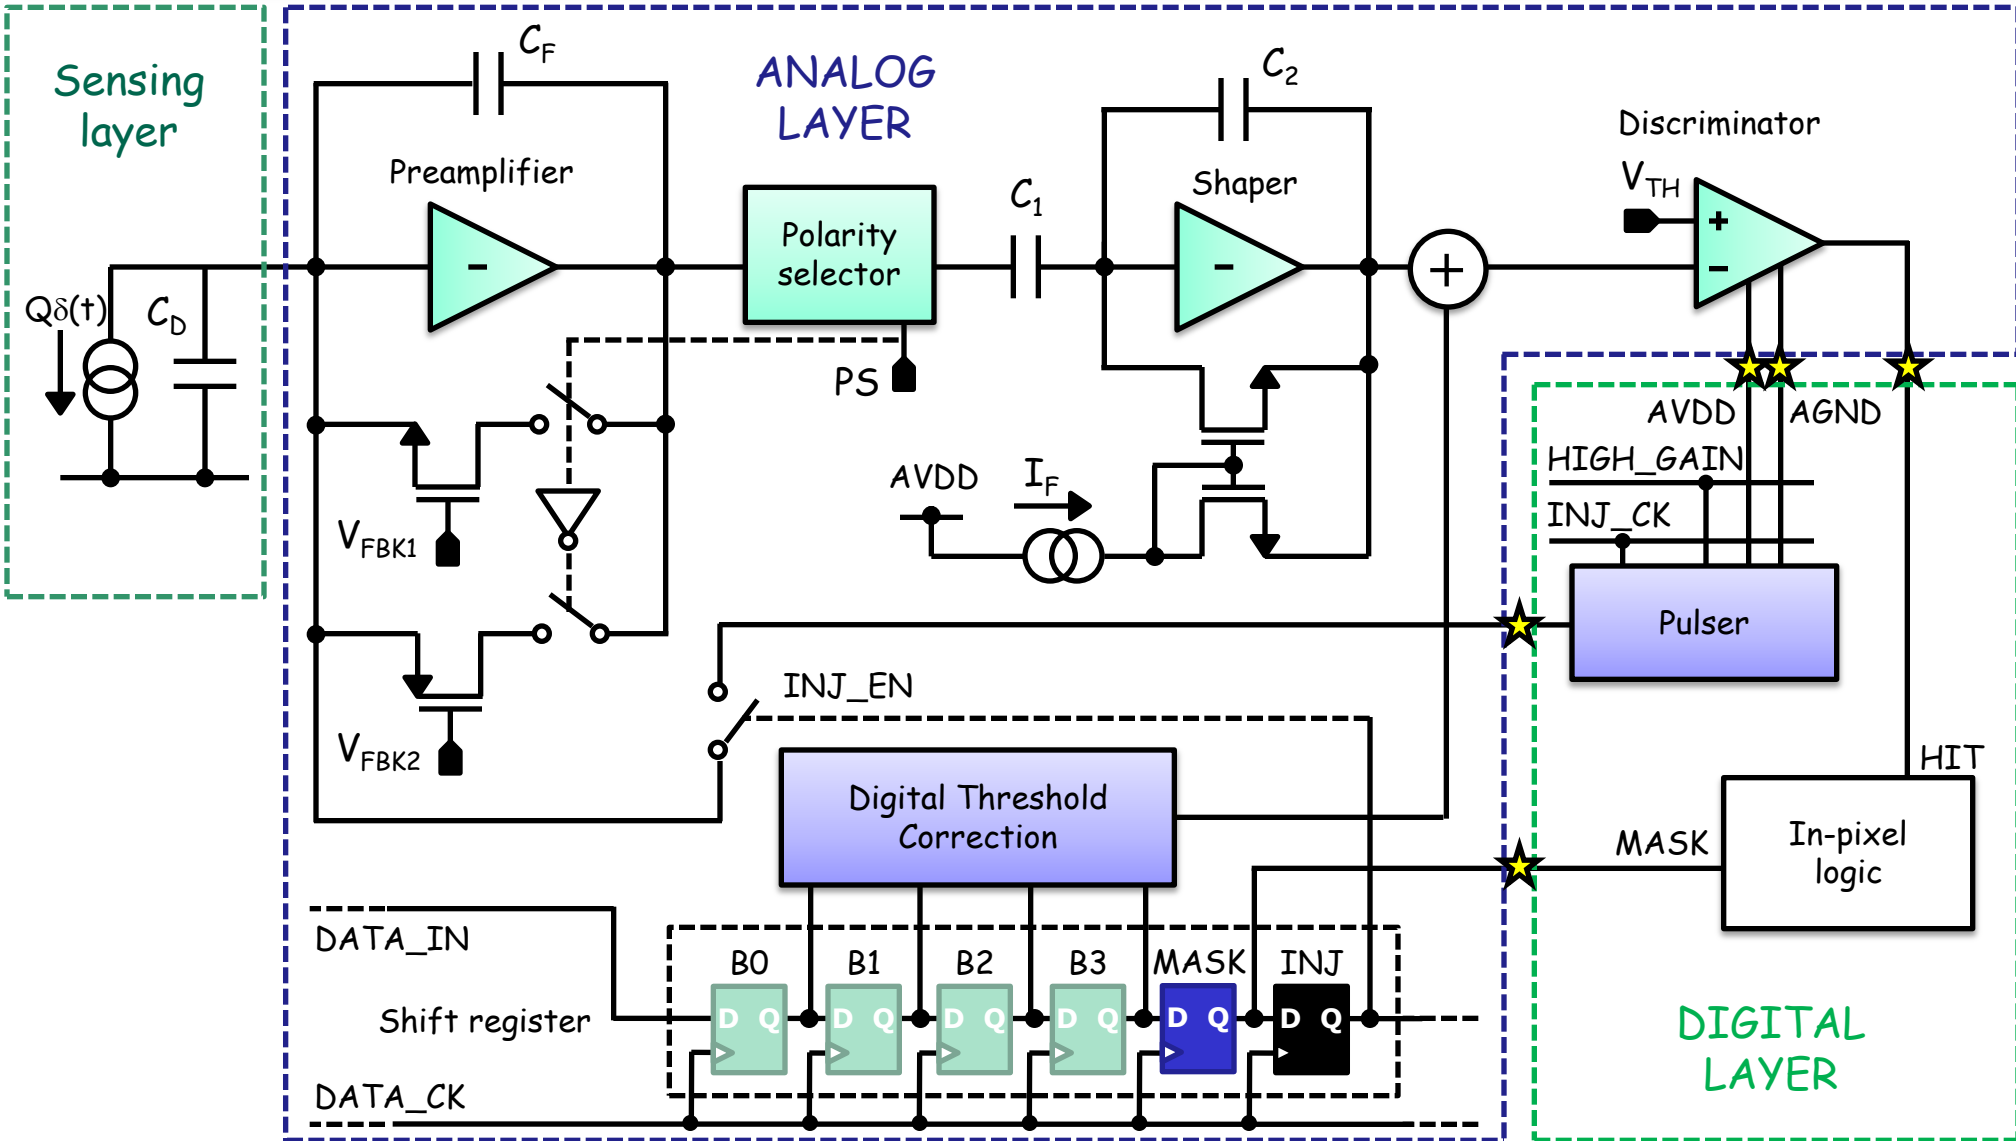 Sensing
layer
C_F
ANALOG
LAYER
C_2
Discriminator
Preamplifier
Shaper
V_TH
C_1
Polarity
selector
+
−
−
−
+
Qδ(t)
C_D
PS
AVDD
AGND
HIGH_GAIN
INJ_CK
AVDD
I_F
V_FBK1
Pulser
INJ_EN
V_FBK2
HIT
Digital Threshold
Correction
MASK
In-pixel
logic
DATA_IN
B0
B1
B2
B3
MASK
INJ
Shift register
D Q
D Q
D Q
D Q
D Q
D Q
DIGITAL
LAYER
DATA_CK